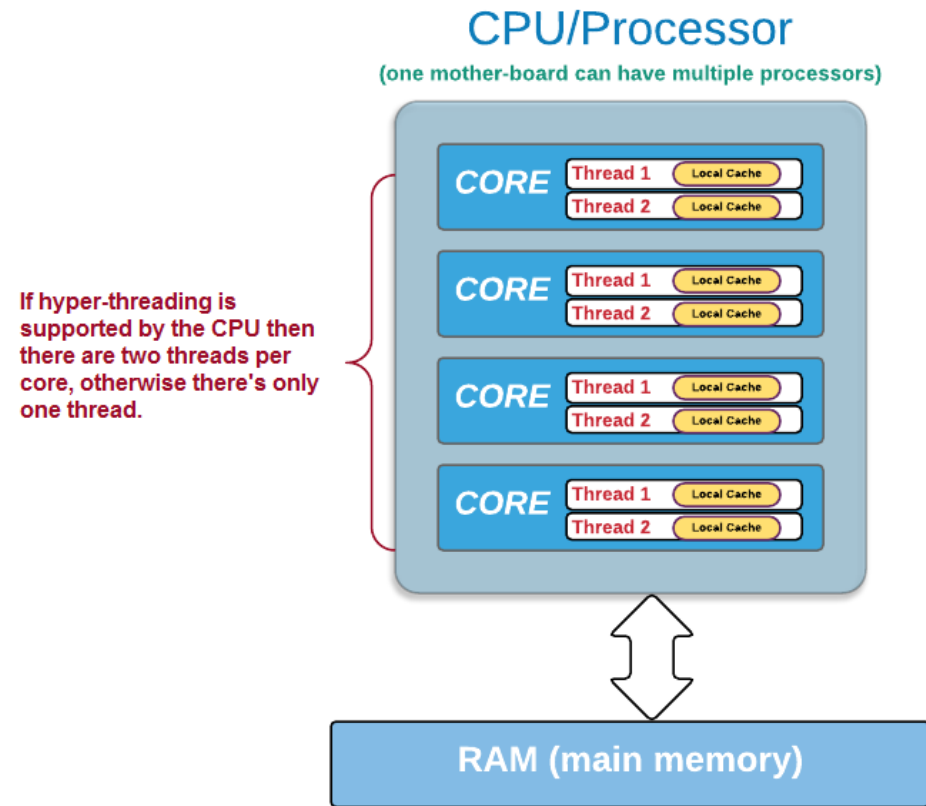 CPU/Processor
(one mother-board can have multiple processors)
CORE
Thread 1
Local Cache
Thread 2
Local Cache
CORE
Thread 1
Local Cache
Thread 2
Local Cache
CORE
Thread 1
Local Cache
Thread 2
Local Cache
CORE
Thread 1
Local Cache
Thread 2
Local Cache
If hyper-threading is
supported by the CPU then
there are two threads per
core, otherwise there's only
one thread.
RAM (main memory)